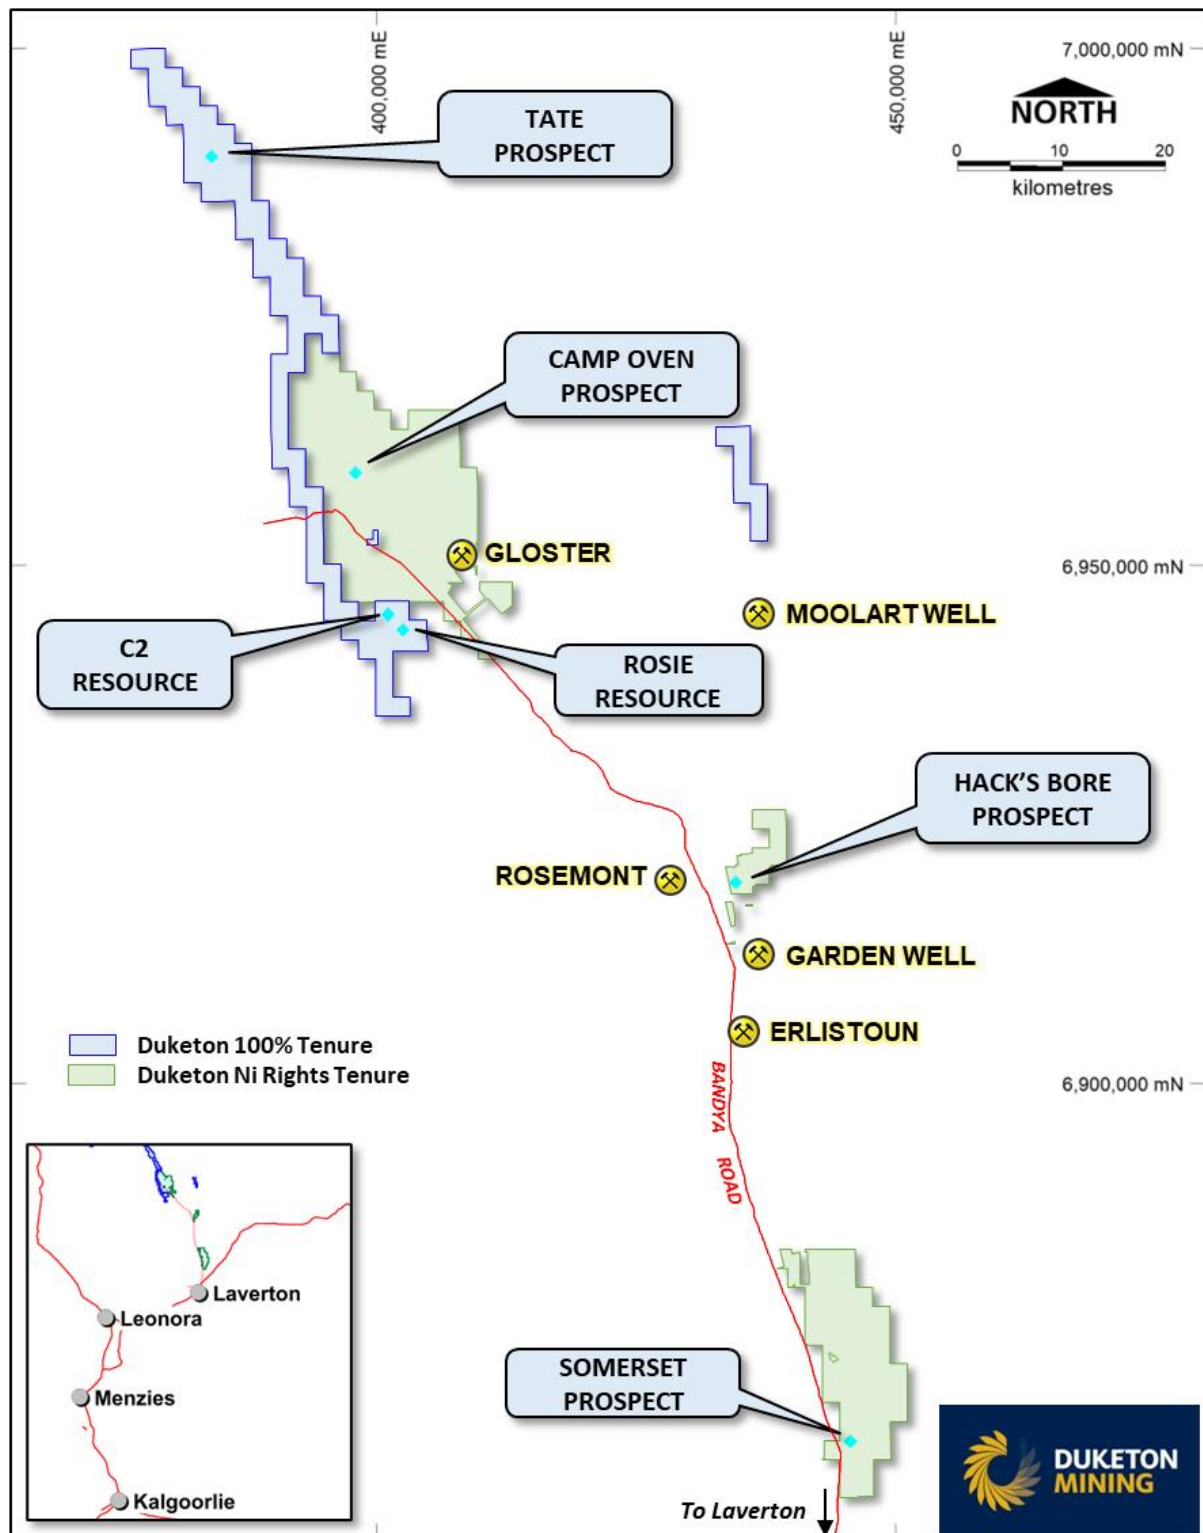 400,000 mE
450,000 mE
7,000,000 mN
NORTH
0 10 20
kilometres
TATE
PROSPECT
CAMP OVEN
PROSPECT
GLOSTER
6,950,000 mN
MOOLART WELL
C2
RESOURCE
ROSIE
RESOURCE
HACK'S BORE
PROSPECT
ROSEMONT
GARDEN WELL
ERLISTOUN
Duketon 100% Tenure
Duketon Ni Rights Tenure
6,900,000 mN
BANDYA ROAD
Laverton
Leonora
Menzies
Kalgoorlie
SOMERSET
PROSPECT
To Laverton
DUKETON
MINING